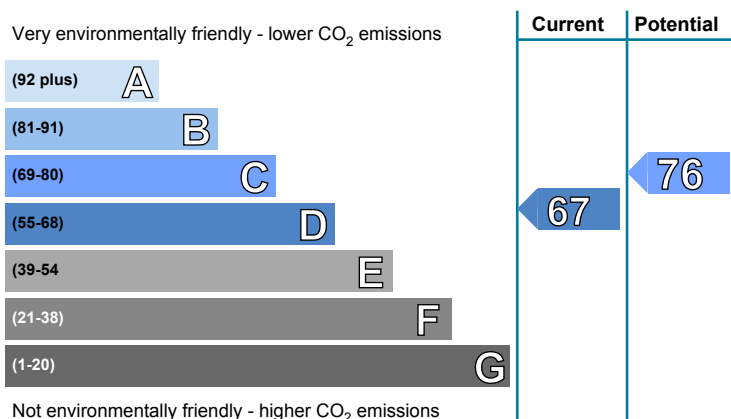 Very environmentally friendly - lower CO2 emissions
Current
Potential
(92 plus) A
(81-91) B
(69-80) C
(55-68) D
(39-54 E
(21-38) F
(1-20) G
67
76
Not environmentally friendly - higher CO2 emissions